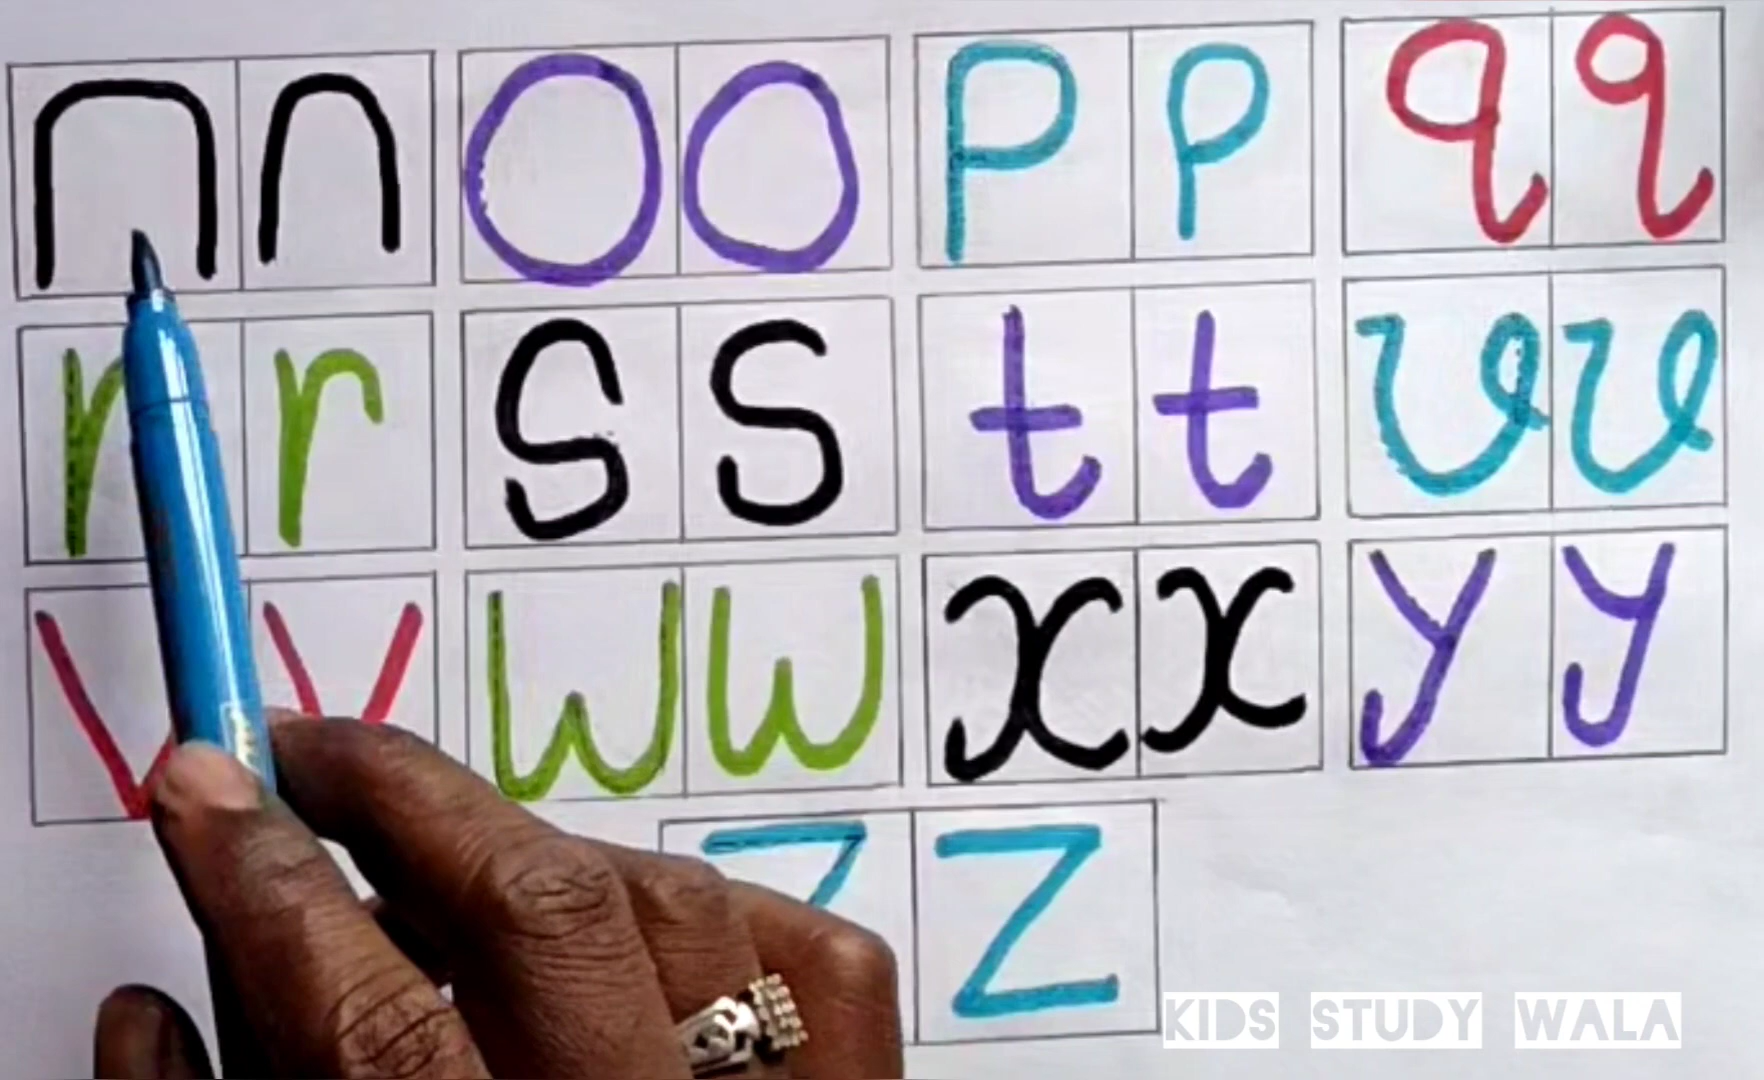 n n o o p p q q
r r s s t t v v
v v w w x x y y
z z
KIDS STUDY WALA